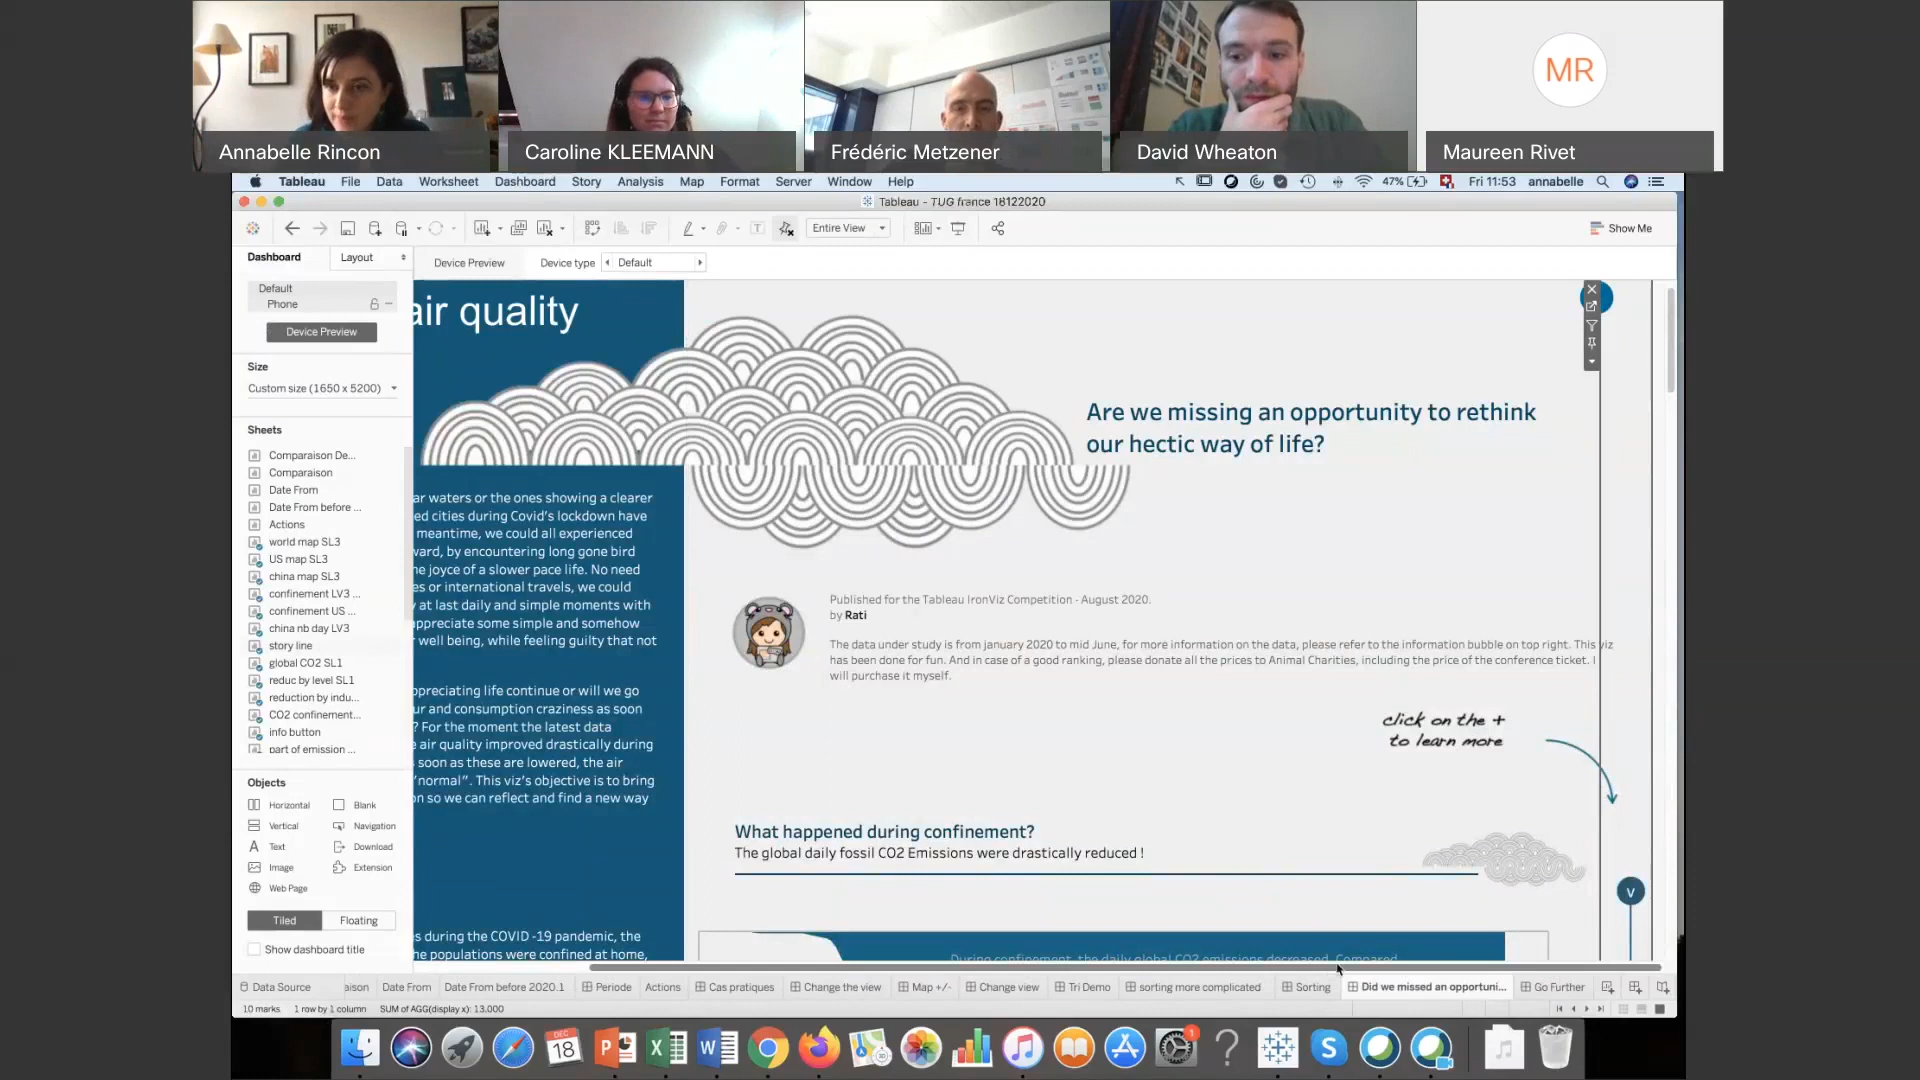 MR
Annabelle Rincon
Caroline KLEEMANN
Frédéric Metzener
David Wheaton
Maureen Rivet
Tableau File Data Worksheet Dashboard Story Analysis Map Format Server Window Help
47% Fri 11:53 annabelle
Tableau - TUG france 18122020
Entire View
Show Me
Dashboard Layout
Device Preview Device type Default
Default
Phone
Device Preview
Size
Custom size (1650 x 5200)
Sheets
Comparaison De...
Comparaison
Date From
Date From before ...
Actions
world map SL3
US map SL3
china map SL3
confinement LV3 ...
confinement US ...
china nb day LV3
story line
global CO2 SL1
reduc by level SL1
reduction by indu...
CO2 confinement...
info button
part of emission ...
Objects
Horizontal Blank
Vertical Navigation
Text Download
Image Extension
Web Page
Tiled Floating
Show dashboard title
air quality
ar waters or the ones showing a clearer
ed cities during Covid's lockdown have
meantime, we could all experienced
ward, by encountering long gone bird
he joyce of a slower pace life. No need
es or international travels, we could
y at last daily and simple moments with
appreciate some simple and somehow
well being, while feeling guilty that not
ppreciating life continue or will we go
ur and consumption craziness as soon
? For the moment the latest data
e air quality improved drastically during
soon as these are lowered, the air
"normal". This viz's objective is to bring
on so we can reflect and find a new way
s during the COVID -19 pandemic, the
he populations were confined at home,
Are we missing an opportunity to rethink
our hectic way of life?
Published for the Tableau IronViz Competition - August 2020.
by Rati
The data under study is from january 2020 to mid June, for more information on the data, please refer to the information bubble on top right. This viz
has been done for fun. And in case of a good ranking, please donate all the prices to Animal Charities, including the price of the conference ticket. I
will purchase it myself.
click on the +
to learn more
What happened during confinement?
The global daily fossil CO2 Emissions were drastically reduced !
V
During confinement, the daily global CO2 emissions decreased. Compared
Data Source aison Date From Date From before 2020.1 Periode Actions Cas pratiques Change the view Map +/- Change view Tri Demo sorting more complicated Sorting Did we missed an opportuni... Go Further
10 marks 1 row by 1 column SUM of AGG(display x): 13,000
DEC
18
1